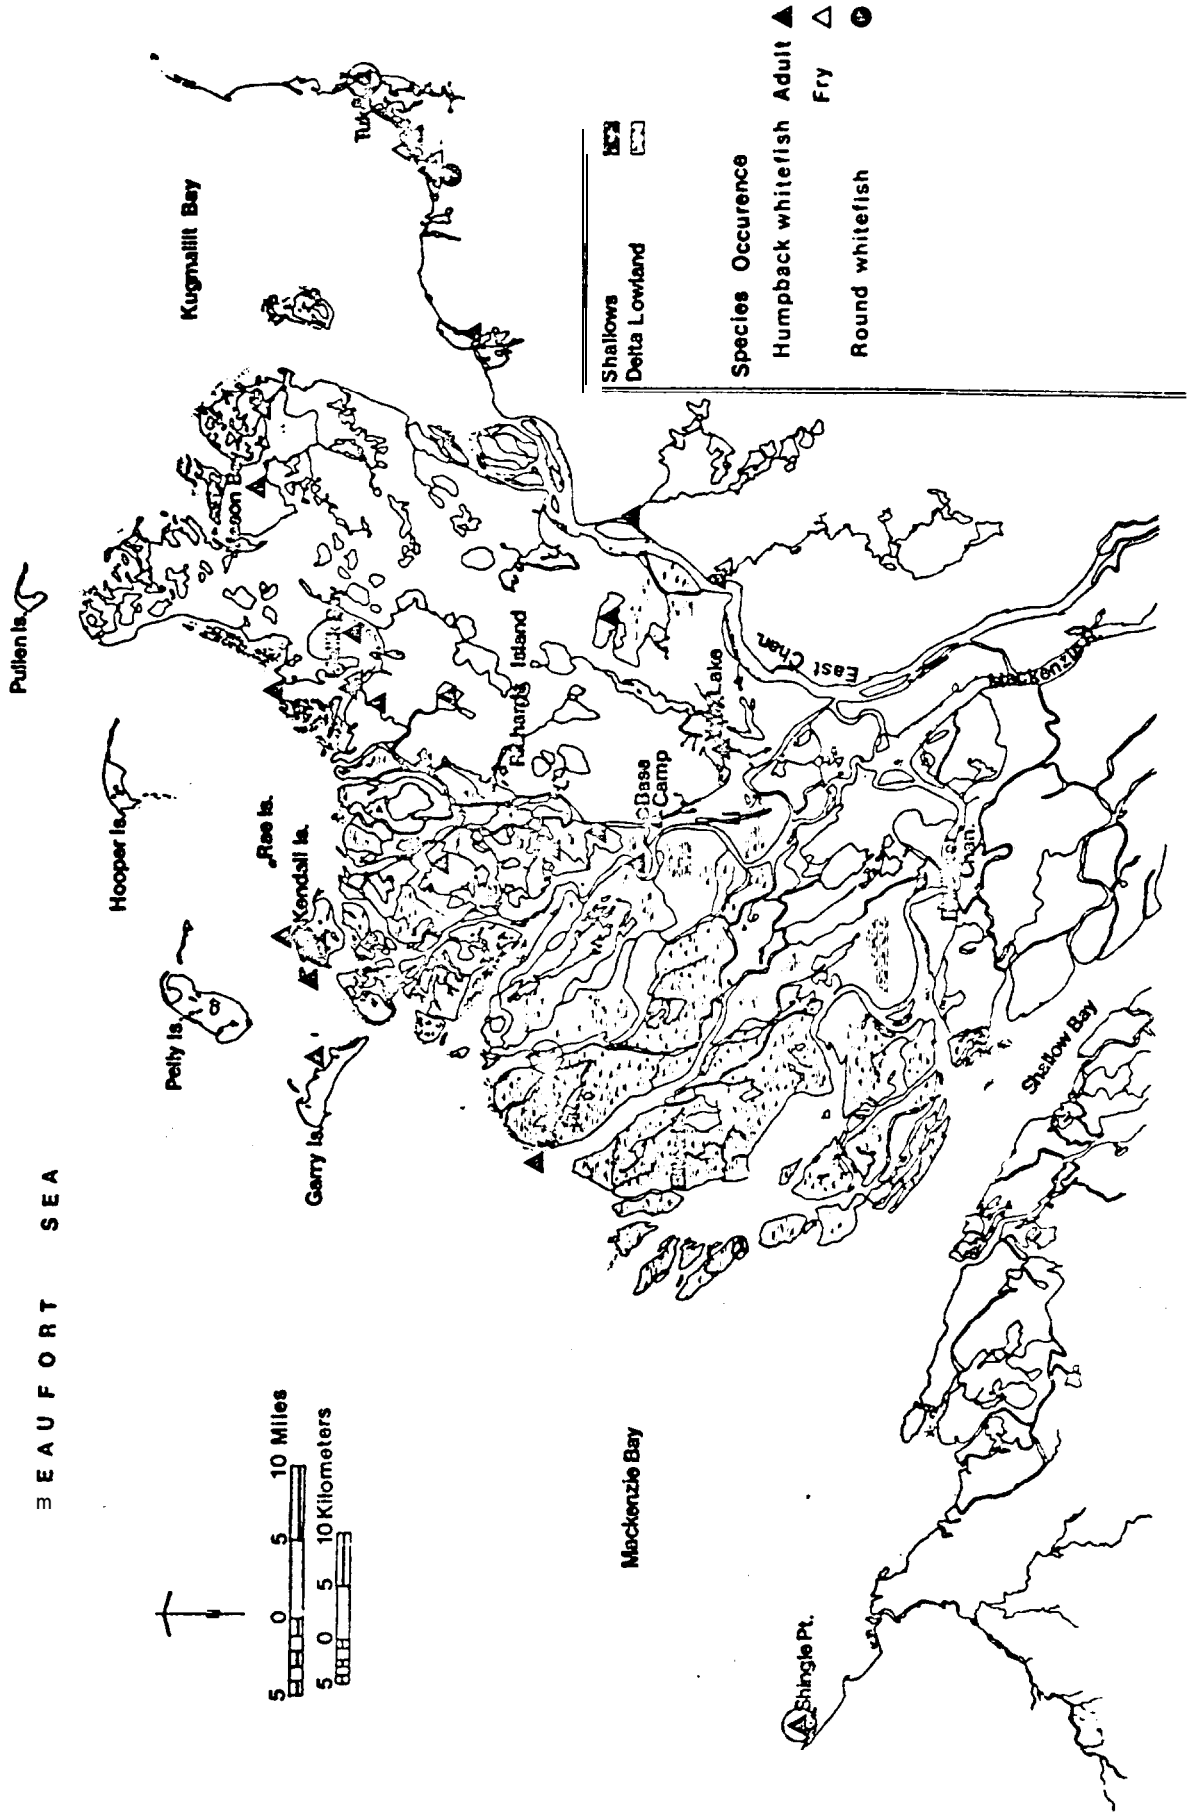 EAUFORT SEA
5 0 5 10 Miles
5 0 5 10 Kilometers
Pullen Is.
Hooper Is.
Pelly Is.
Rae Is.
Kendall Is.
Garry Is.
Kugmallit Bay
Tuk
Richards Island
Base
Camp
Lake
East Chan.
Mackenzie
Chan.
Shallow Bay
Mackenzie Bay
Shingle Pt.
Shallows
Delta Lowland
Species Occurence
Humpback whitefish Adult
Fry
Round whitefish